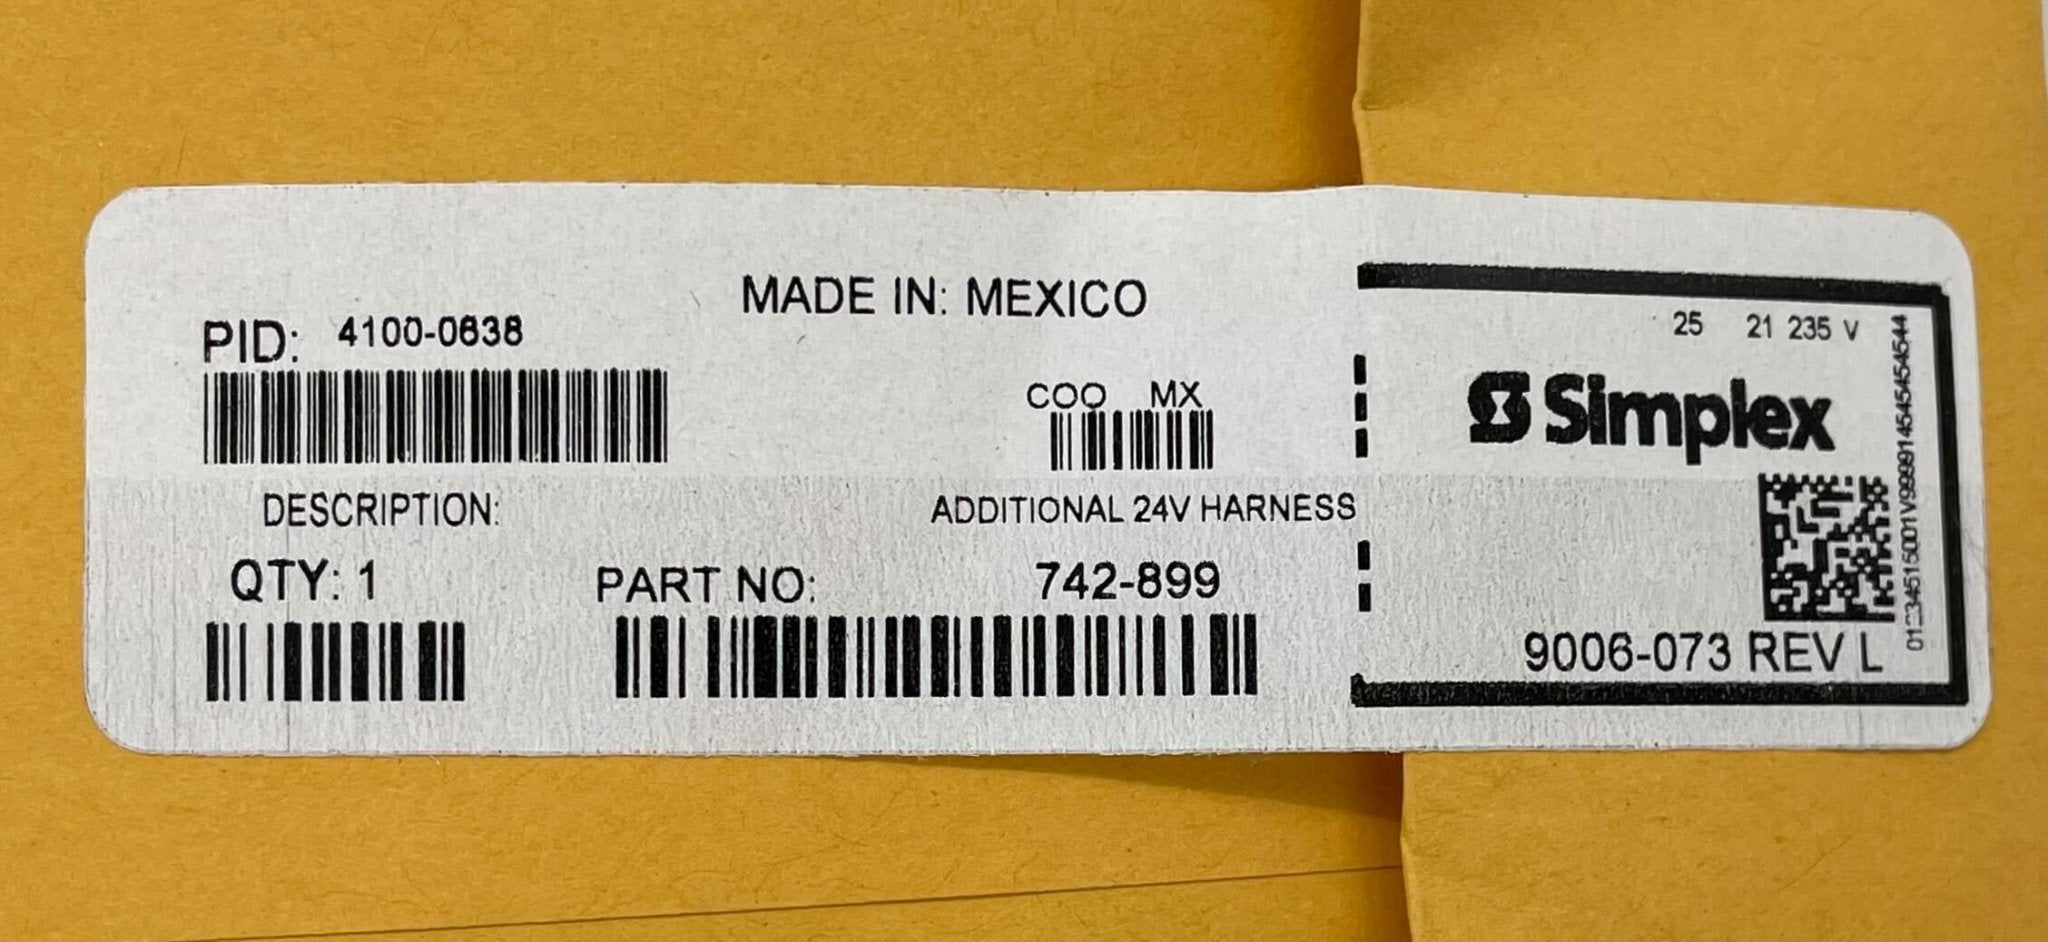 MADE IN: MEXICO
PID: 4100-0638
COO MX
DESCRIPTION: ADDITIONAL 24V HARNESS
QTY: 1 PART NO: 742-899
25 21 235 V
Simplex
9006-073 REV L